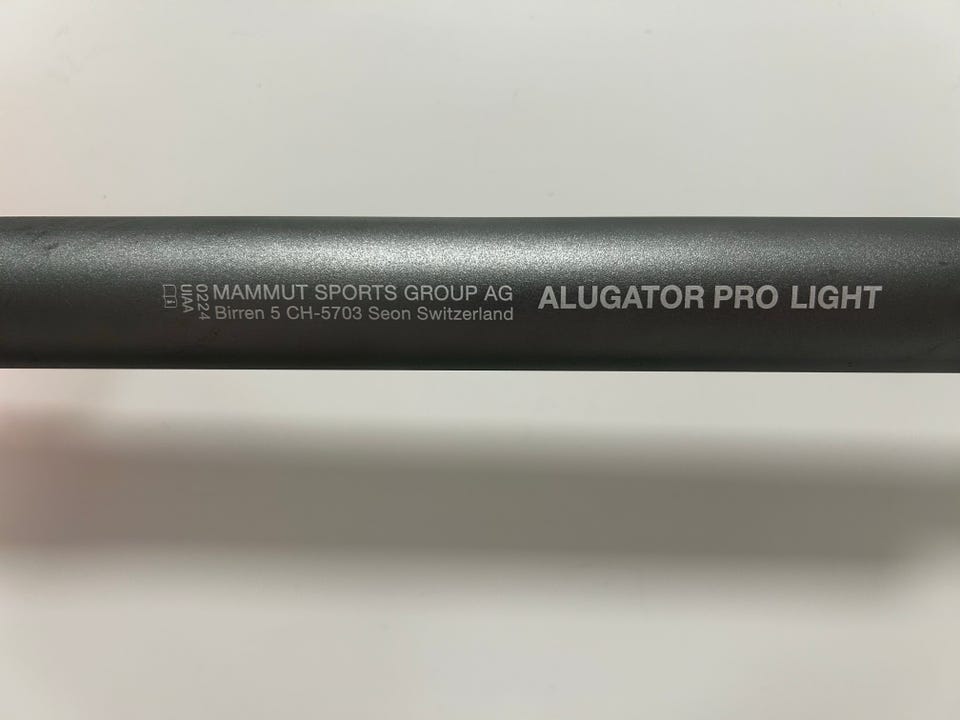 UIAA
0224
MAMMUT SPORTS GROUP AG
Birren 5 CH-5703 Seon Switzerland
ALUGATOR PRO LIGHT